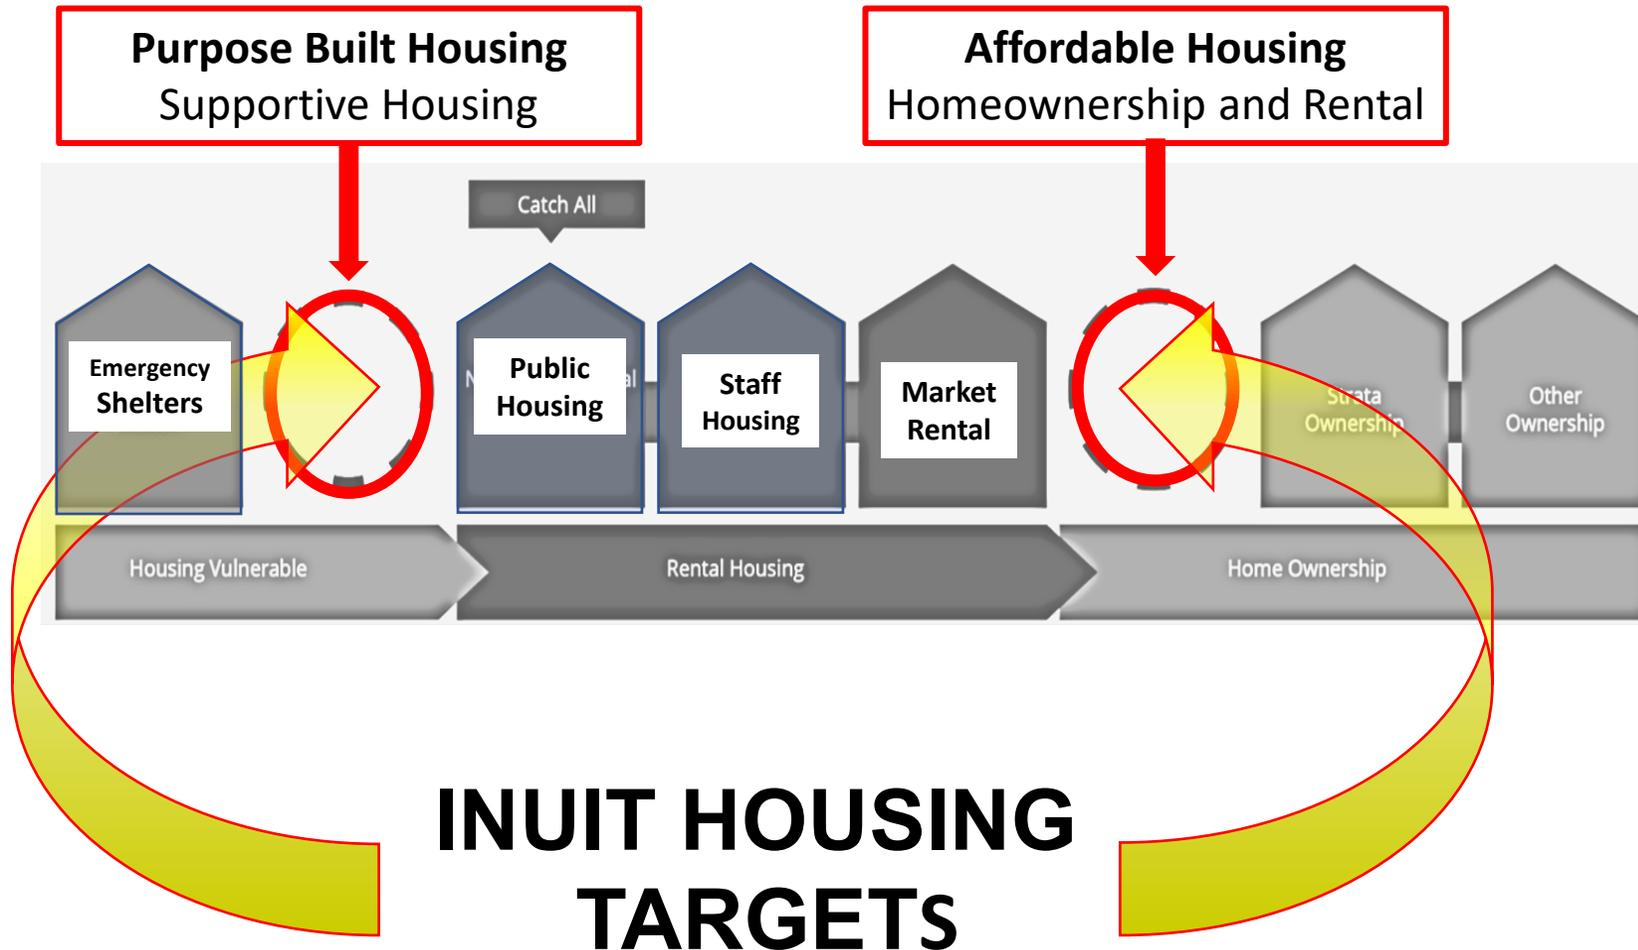 Purpose Built Housing
Supportive Housing
Affordable Housing
Homeownership and Rental
Catch All
Emergency
Shelters
Public
Housing
Staff
Housing
Market
Rental
Strata
Ownership
Other
Ownership
Housing Vulnerable
Rental Housing
Home Ownership
INUIT HOUSING
TARGETS